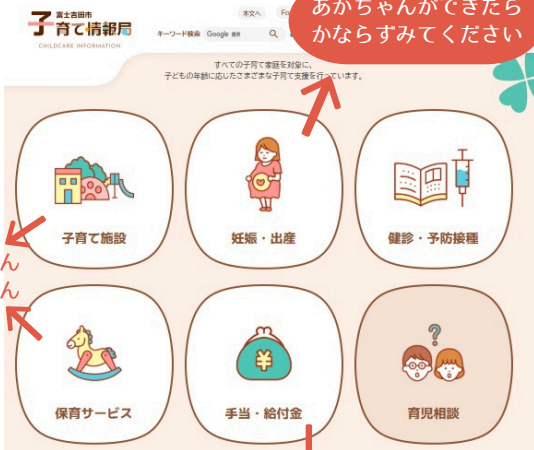 富士吉田市
子育て情報局
CHILDCARE INFORMATION
本文へ
キーワード検索
Google
あかちゃんができたら
かならずみてください
すべての子育て家庭を対象に、
子どもの年齢に応じたさまざまな子育て支援を行っています。
子育て施設
妊娠・出産
健診・予防接種
ん
ん
保育サービス
手当・給付金
育児相談